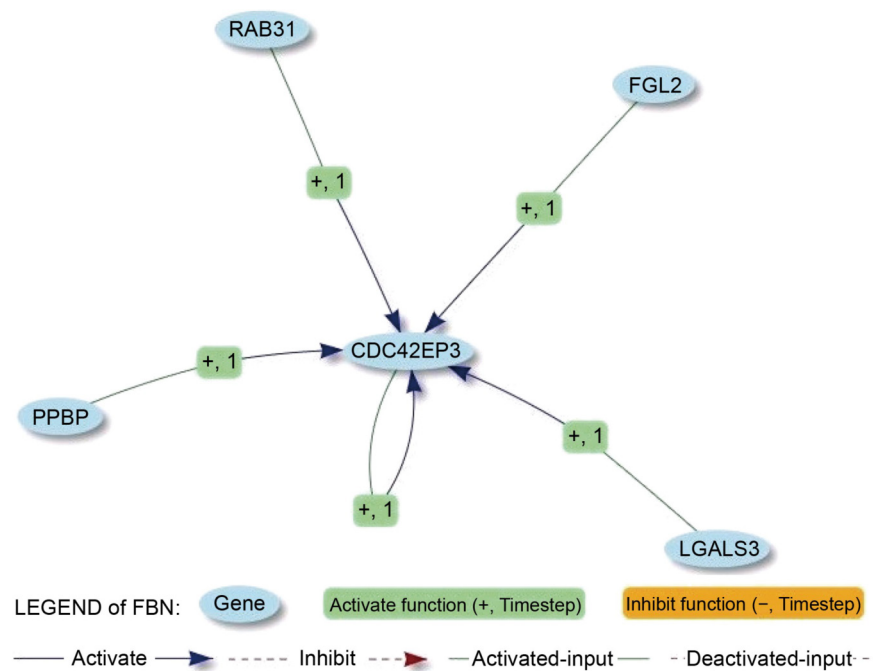 RAB31
FGL2
+, 1
+, 1
CDC42EP3
+, 1
PPBP
+, 1
+, 1
LGALS3
LEGEND of FBN: Gene Activate function (+, Timestep) Inhibit function (−, Timestep)
Activate Inhibit Activated-input Deactivated-input